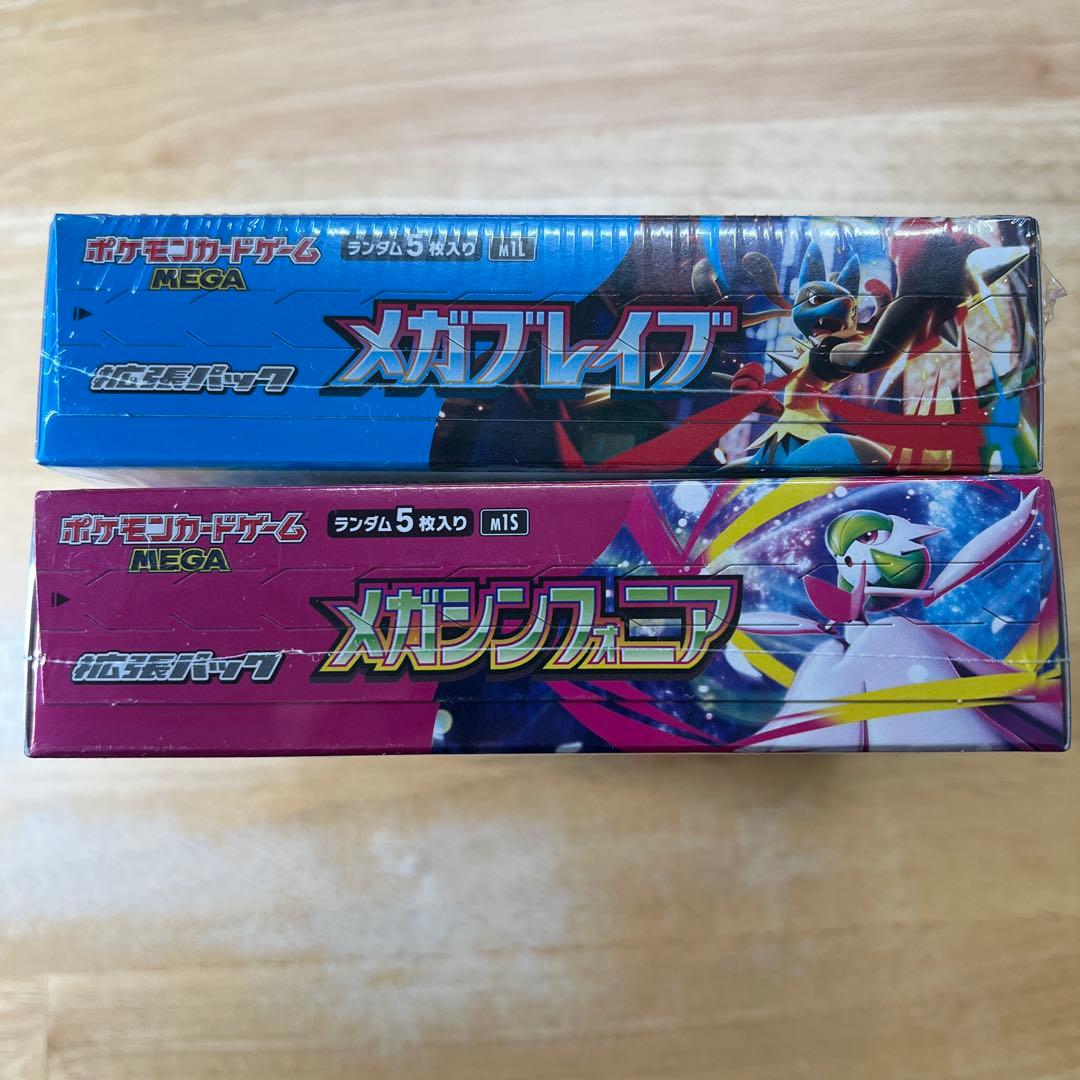 ポケモンカードゲーム
MEGA
ランダム5枚入り M1L
メガブレイブ
拡張パック
ポケモンカードゲーム
MEGA
ランダム5枚入り M1S
メガシンフォニア
拡張パック